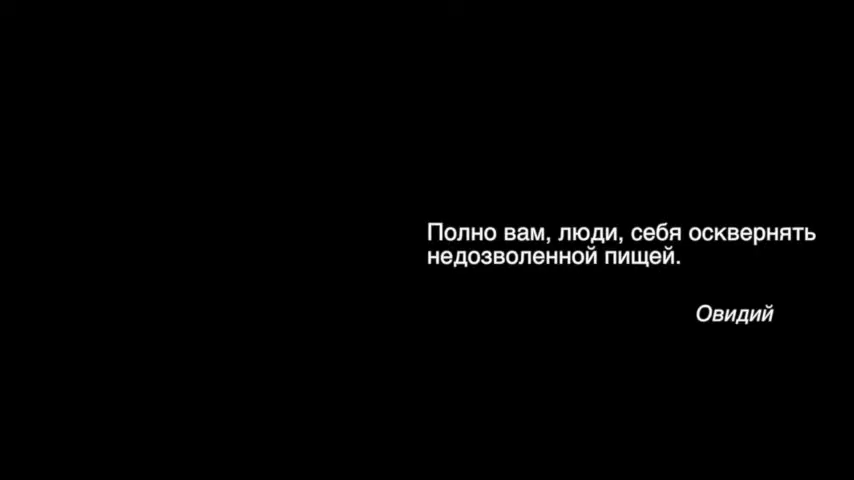 Полно вам, люди, себя осквернять
недозволенной пищей.
Овидий